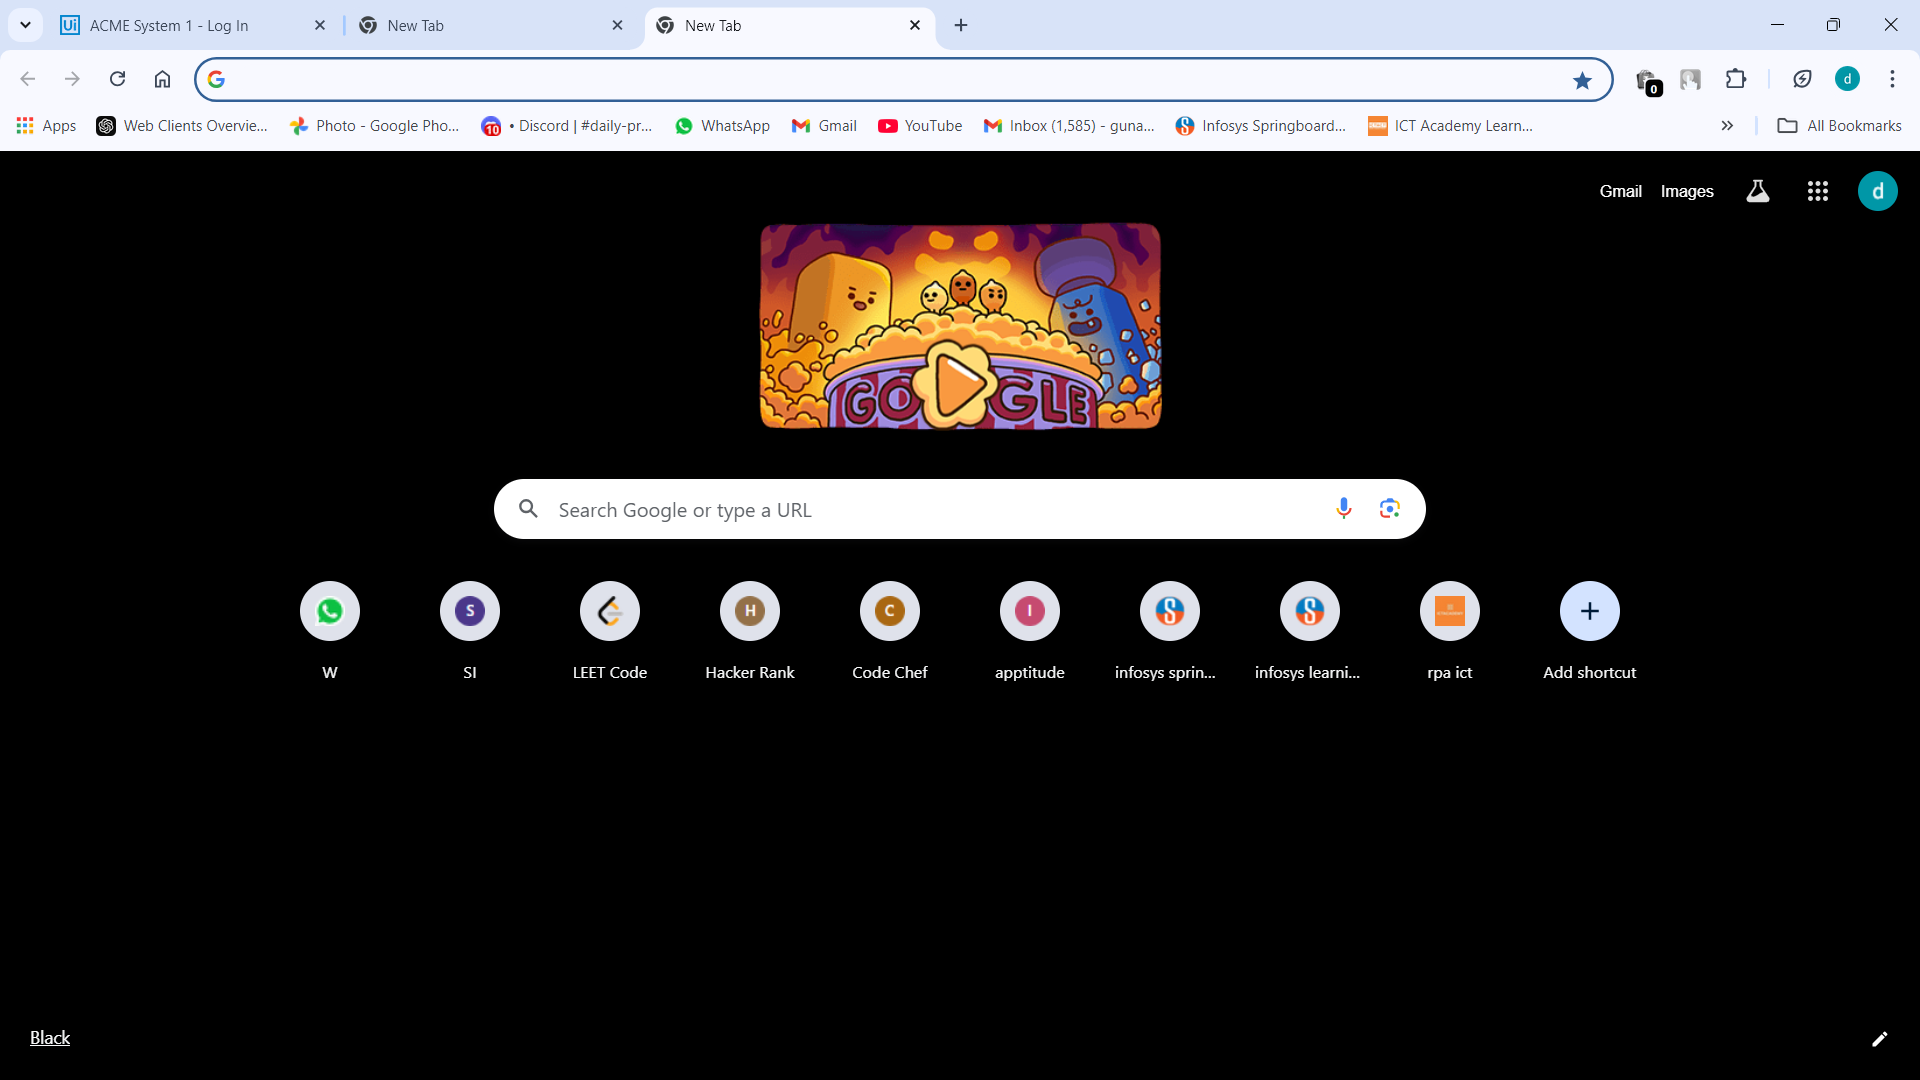 ACME System 1 - Log In
New Tab
New Tab
0
d
Apps
Web Clients Overvie...
Photo - Google Pho...
10
• Discord | #daily-pr...
WhatsApp
Gmail
YouTube
Inbox (1,585) - guna...
Infosys Springboard...
ICT Academy Learn...
All Bookmarks
Gmail
Images
d
GOOGLE
Search Google or type a URL
S
H
C
I
W
SI
LEET Code
Hacker Rank
Code Chef
apptitude
infosys sprin...
infosys learni...
rpa ict
Add shortcut
Black